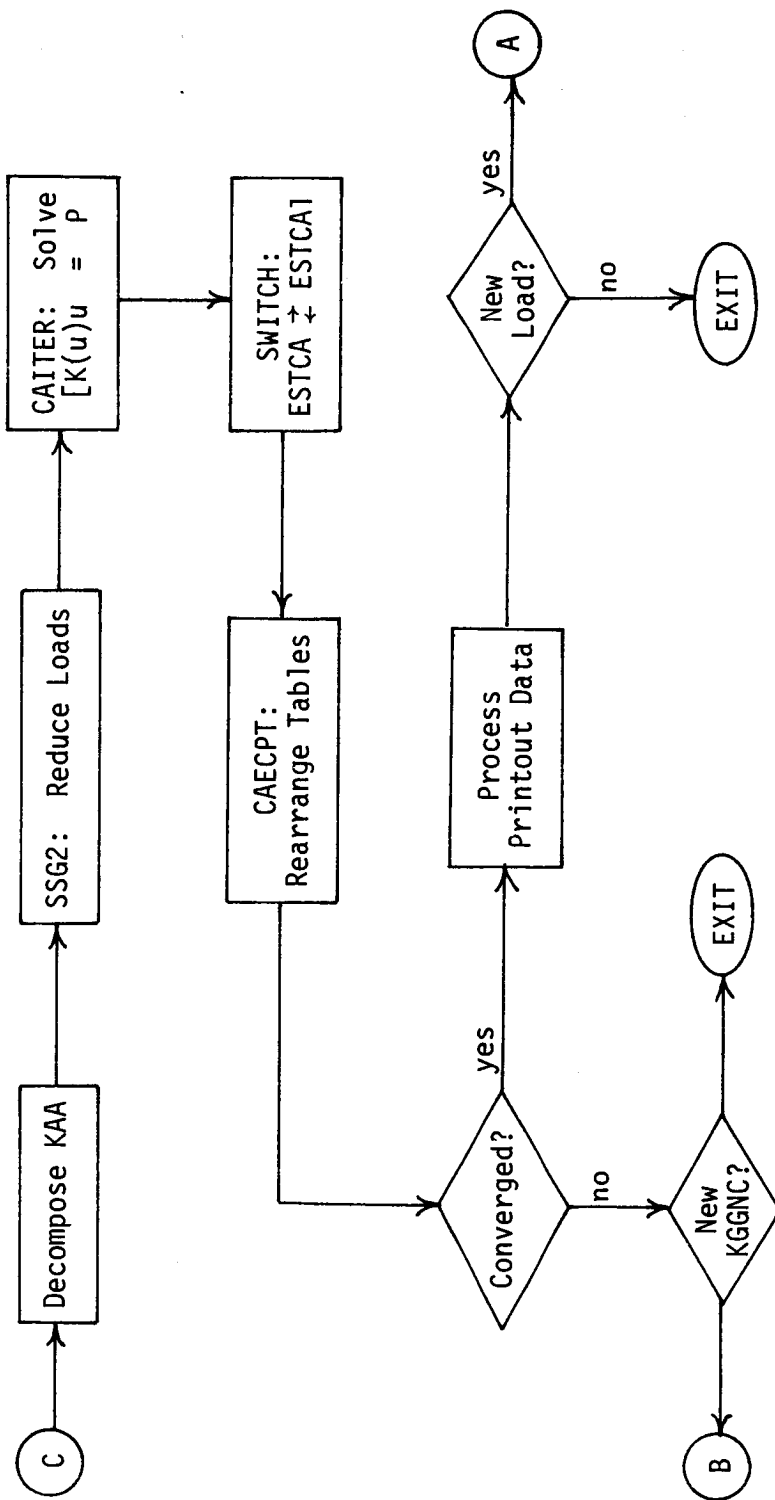 C
Decompose KAA
SSG2: Reduce Loads
CAITER: Solve
[K(u)u = P
SWITCH:
ESTCA ⇄ ESTCA1
CAECPT:
Rearrange Tables
Converged?
yes
no
Process
Printout Data
New
Load?
yes
A
no
EXIT
New
KGGNC?
B
EXIT